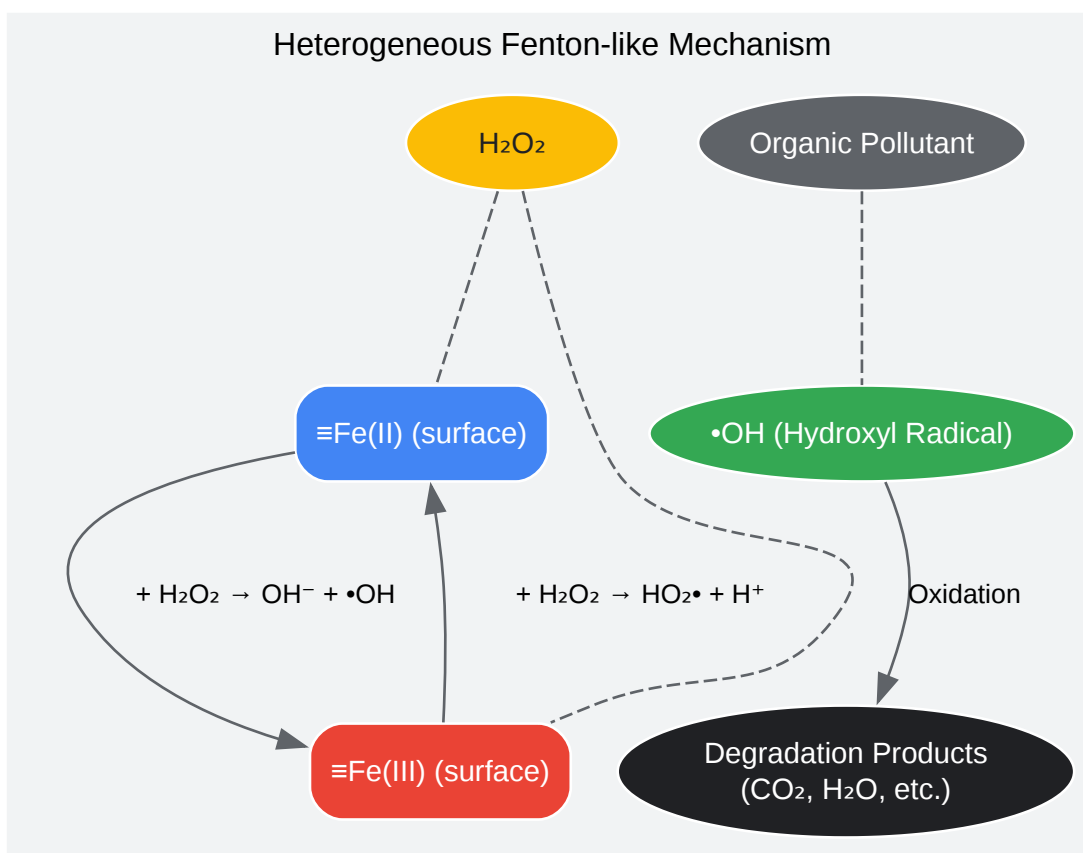 Heterogeneous Fenton-like Mechanism
H₂O₂
Organic Pollutant
≡Fe(II) (surface)
•OH (Hydroxyl Radical)
+ H₂O₂ → OH⁻ + •OH
+ H₂O₂ → HO₂• + H⁺
Oxidation
≡Fe(III) (surface)
Degradation Products
(CO₂, H₂O, etc.)